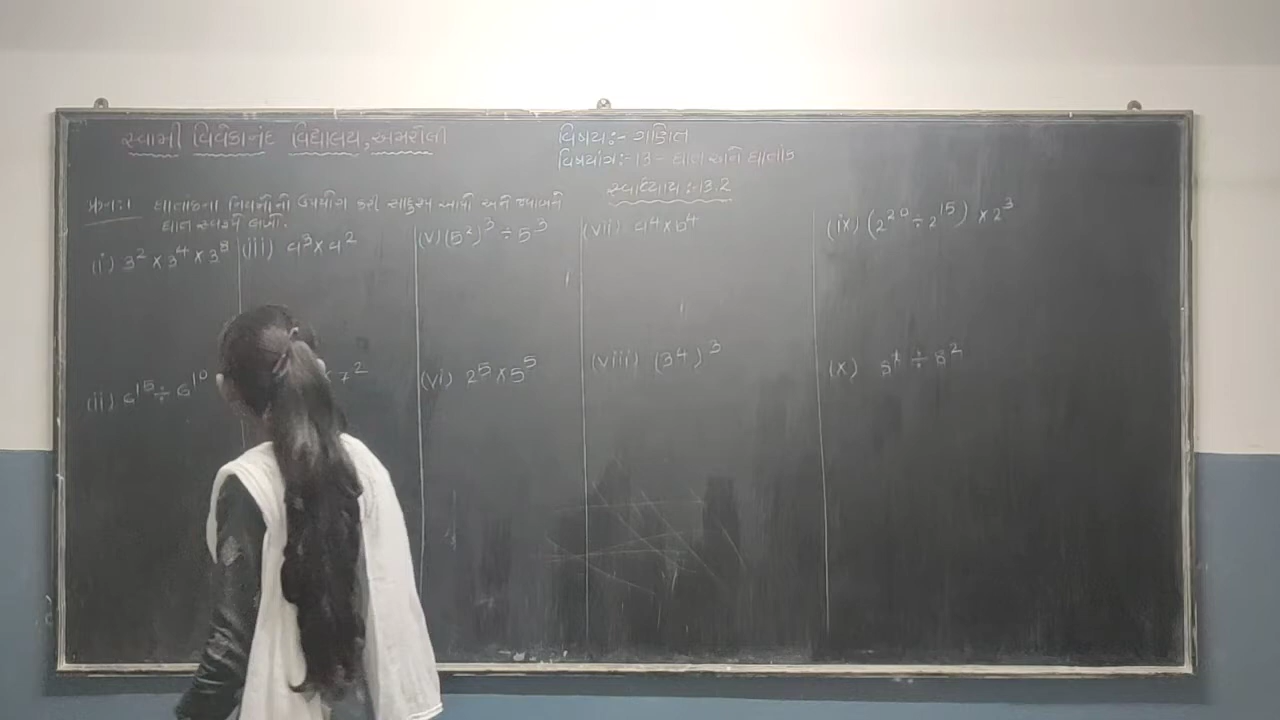 સ્વામી વિવેકાનંદ વિદ્યાલય, અમરોલી
વિષય:- ગણિત
વિષયાંગ:- 13 - ઘાત અને ઘાતાંક
સ્વાધ્યાય:- 13.2
પ્રશ્ન:1 ઘાતાંકના નિયમોનો ઉપયોગ કરી સાદુરૂપ આપો અને જવાબને
ઘાત સ્વરૂપે લખો.
(i) 3² × 3⁴ × 3⁸
(ii) 6¹⁵ ÷ 6¹⁰
(iii) a³ × a²
× 7²
(v) (5²)³ ÷ 5³
(vi) 2⁵ × 5⁵
(vii) a⁴ × b⁴
(viii) (3⁴)³
(ix) (2²⁰ ÷ 2¹⁵) × 2³
(x) 8ᵗ ÷ 8²